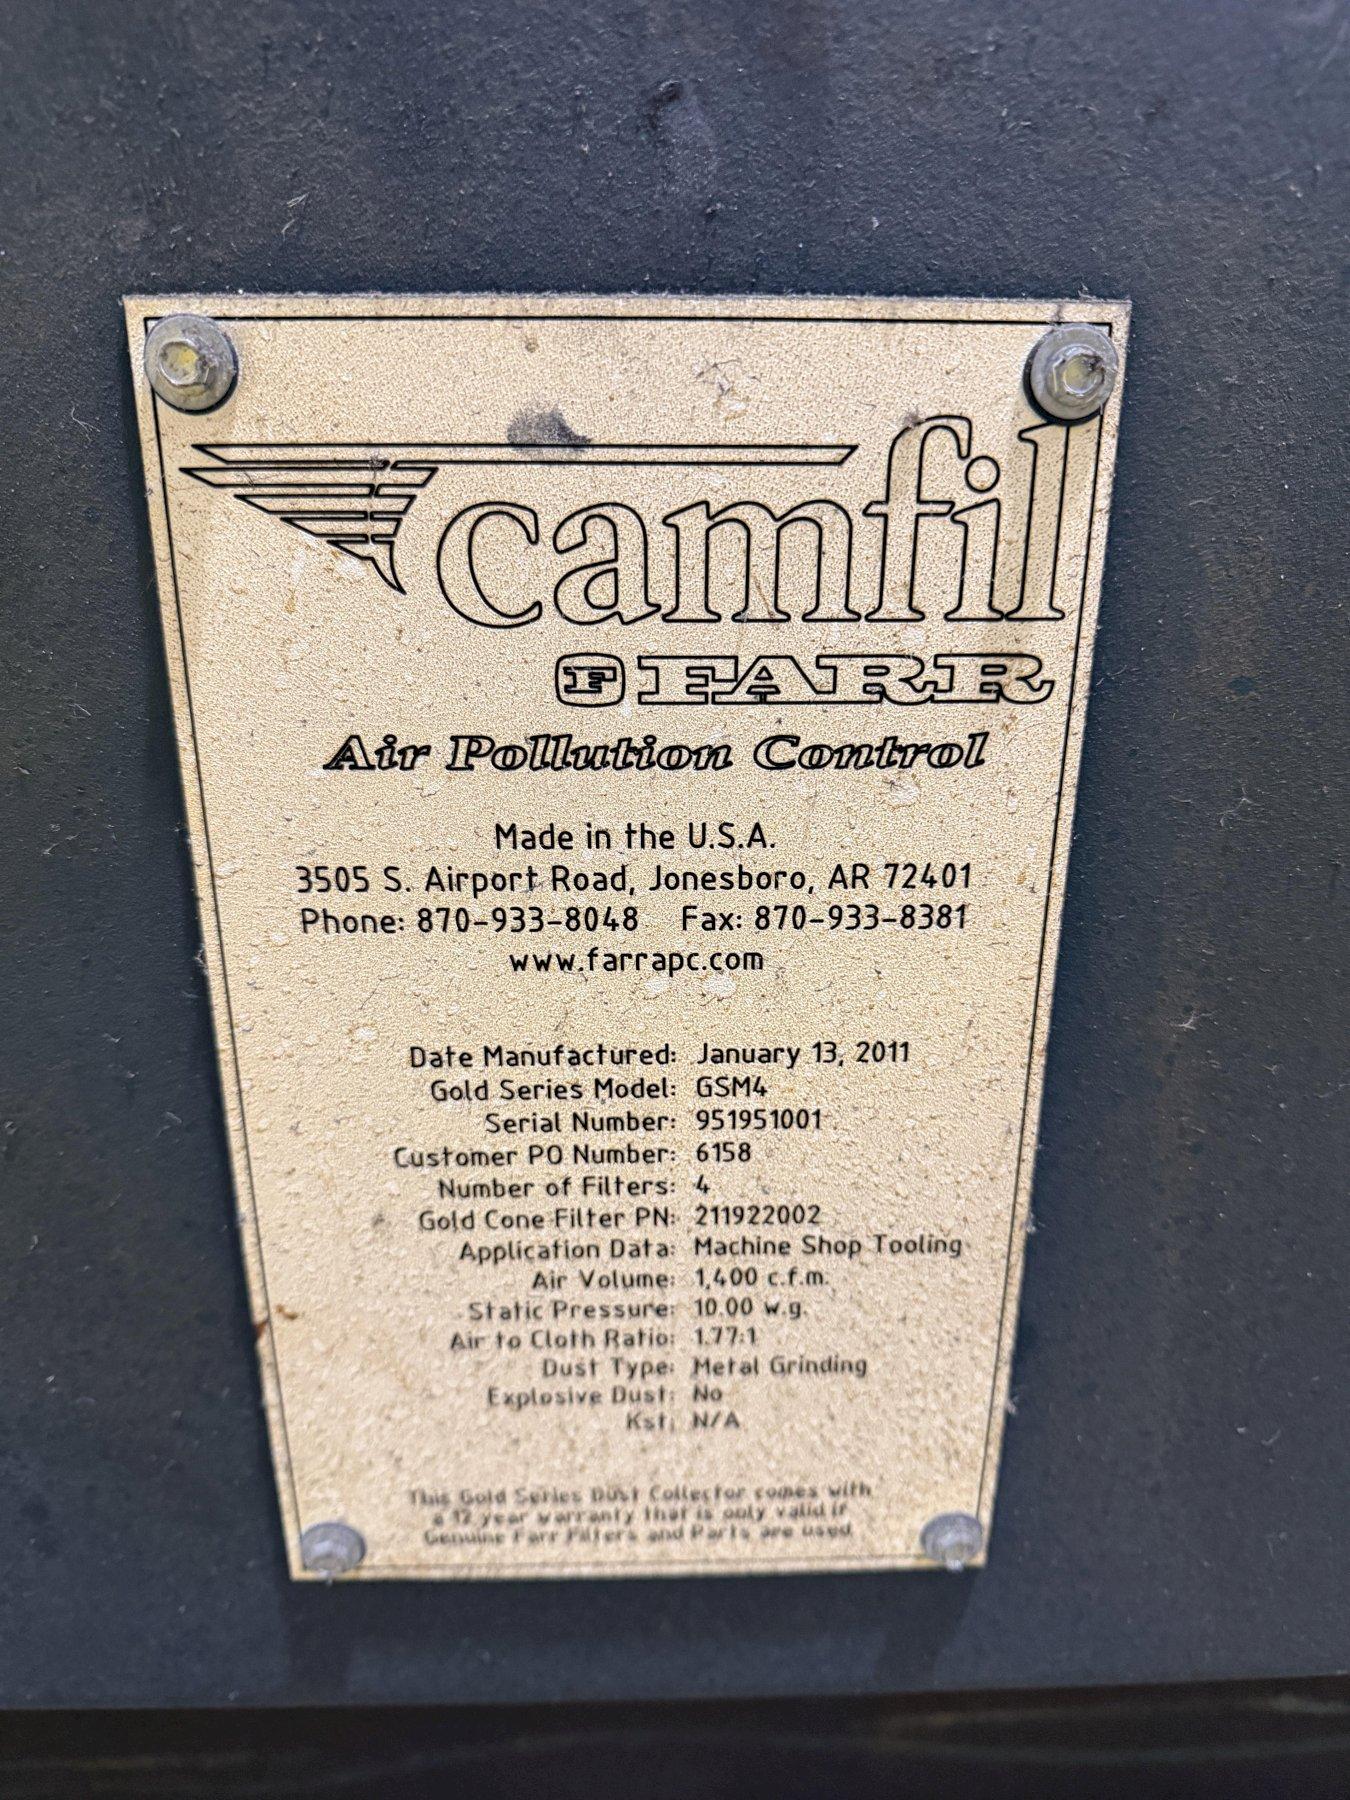 camfil
F FARR
Air Pollution Control
Made in the U.S.A.
3505 S. Airport Road, Jonesboro, AR 72401
Phone: 870-933-8048 Fax: 870-933-8381
www.farrapc.com
Date Manufactured: January 13, 2011
Gold Series Model: GSM4
Serial Number: 951951001
Customer PO Number: 6158
Number of Filters: 4
Gold Cone Filter PN: 211922002
Application Data: Machine Shop Tooling
Air Volume: 1,400 c.f.m.
Static Pressure: 10.00 w.g.
Air to Cloth Ratio: 1.77:1
Dust Type: Metal Grinding
Explosive Dust: No
Kst: N/A
This Gold Series Dust Collector comes with
a 12 year warranty that is only valid if
Genuine Farr Filters and Parts are used.